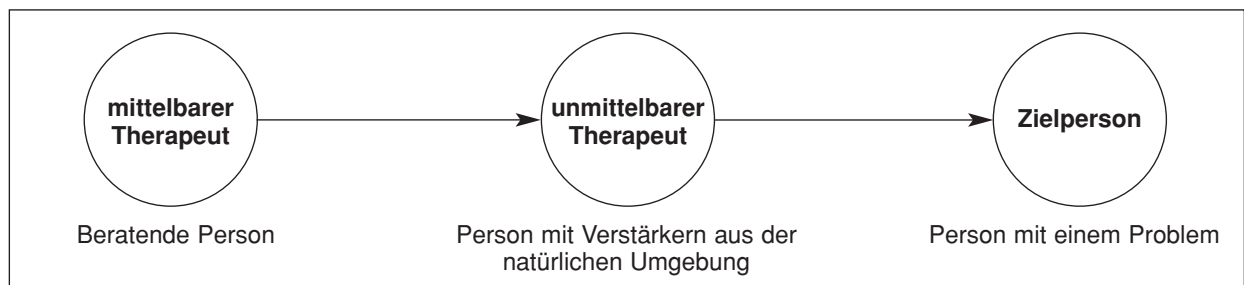 mittelbarer
Therapeut
unmittelbarer
Therapeut
Zielperson
Beratende Person
Person mit Verstärkern aus der
natürlichen Umgebung
Person mit einem Problem